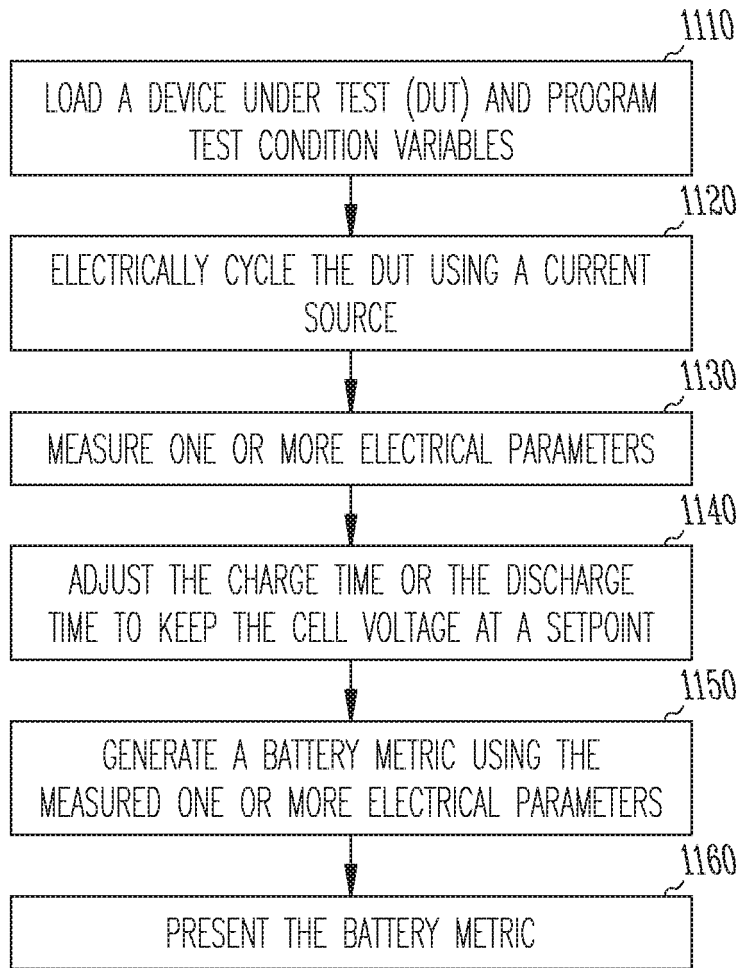 1110
LOAD A DEVICE UNDER TEST (DUT) AND PROGRAM
TEST CONDITION VARIABLES
1120
ELECTRICALLY CYCLE THE DUT USING A CURRENT
SOURCE
1130
MEASURE ONE OR MORE ELECTRICAL PARAMETERS
1140
ADJUST THE CHARGE TIME OR THE DISCHARGE
TIME TO KEEP THE CELL VOLTAGE AT A SETPOINT
1150
GENERATE A BATTERY METRIC USING THE
MEASURED ONE OR MORE ELECTRICAL PARAMETERS
1160
PRESENT THE BATTERY METRIC